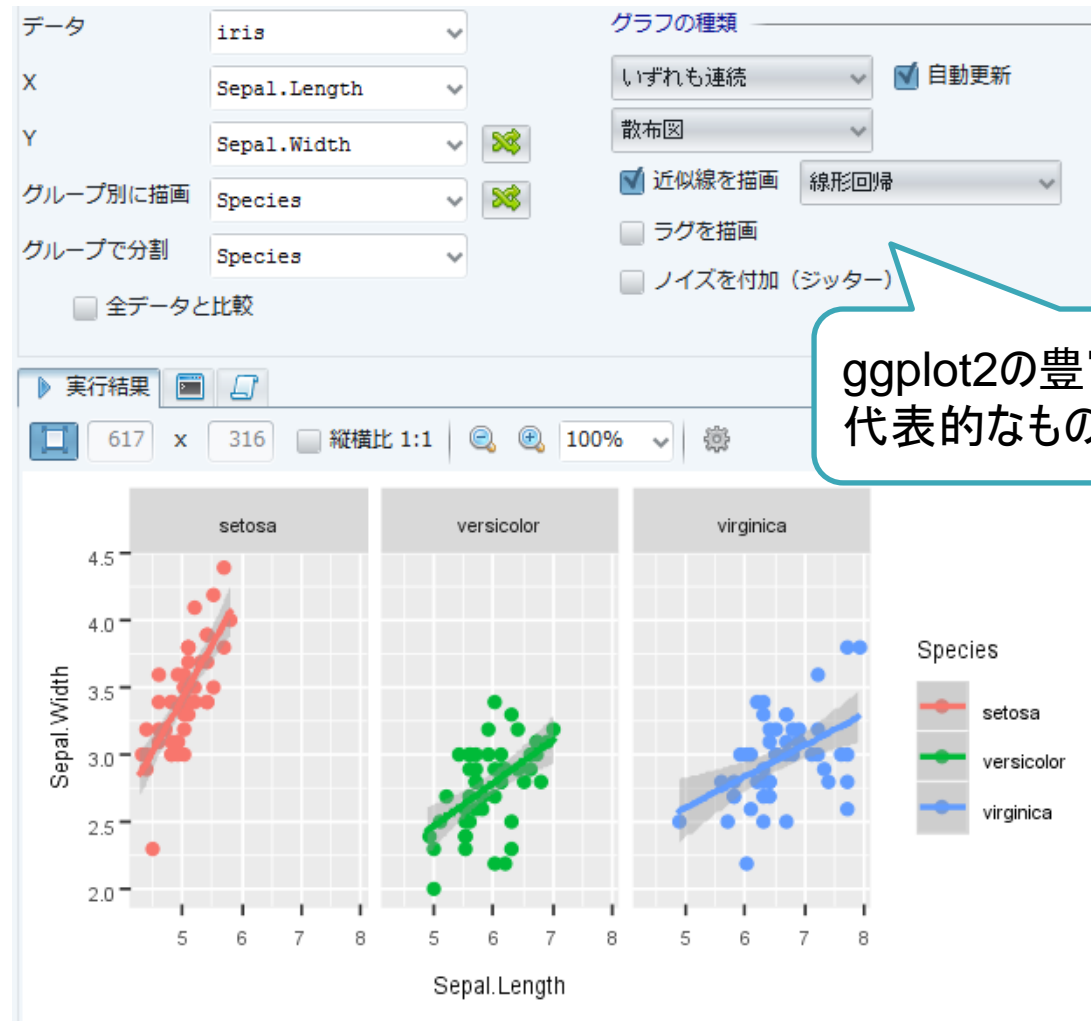 データ
iris
X
Sepal.Length
Y
Sepal.Width
グループ別に描画
Species
グループで分割
Species
全データと比較
グラフの種類
いずれも連続
自動更新
散布図
近似線を描画
線形回帰
ラグを描画
ノイズを付加（ジッター）
ggplot2の豊
代表的なもの
実行結果
617 x 316
縦横比 1:1
100%
setosa
versicolor
virginica
4.5
4.0
3.5
3.0
2.5
2.0
Sepal.Width
5 6 7 8
5 6 7 8
5 6 7 8
Sepal.Length
Species
setosa
versicolor
virginica